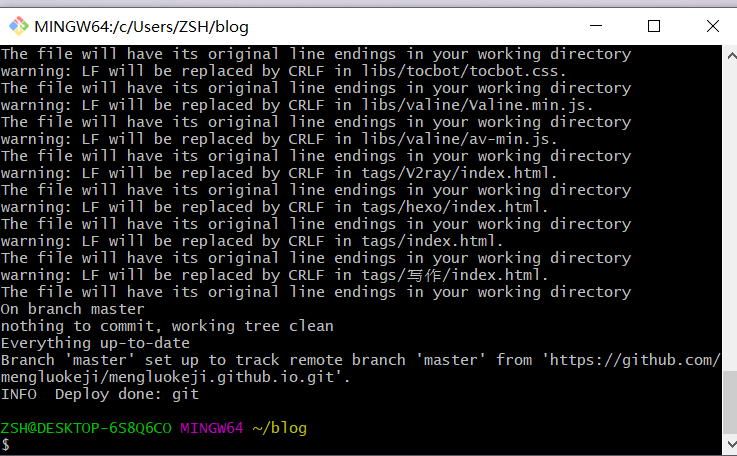 MINGW64:/c/Users/ZSH/blog
The file will have its original line endings in your working directory
warning: LF will be replaced by CRLF in libs/tocbot/tocbot.css.
The file will have its original line endings in your working directory
warning: LF will be replaced by CRLF in libs/valine/Valine.min.js.
The file will have its original line endings in your working directory
warning: LF will be replaced by CRLF in libs/valine/av-min.js.
The file will have its original line endings in your working directory
warning: LF will be replaced by CRLF in tags/V2ray/index.html.
The file will have its original line endings in your working directory
warning: LF will be replaced by CRLF in tags/hexo/index.html.
The file will have its original line endings in your working directory
warning: LF will be replaced by CRLF in tags/index.html.
The file will have its original line endings in your working directory
warning: LF will be replaced by CRLF in tags/写作/index.html.
The file will have its original line endings in your working directory
On branch master
nothing to commit, working tree clean
Everything up-to-date
Branch 'master' set up to track remote branch 'master' from 'https://github.com/
mengluokeji/mengluokeji.github.io.git'.
INFO  Deploy done: git
ZSH@DESKTOP-6S8Q6CO MINGW64 ~/blog
$